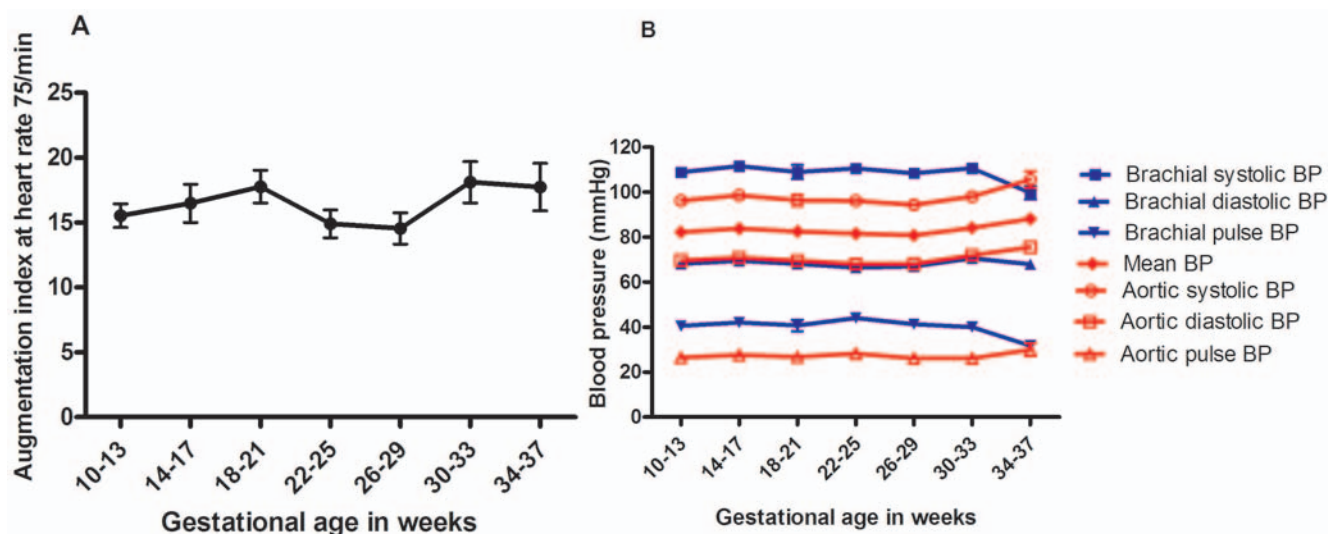 A
Augmentation index at heart rate 75/min
25
20
15
10
5
0
10-13
14-17
18-21
22-25
26-29
30-33
34-37
Gestational age in weeks
B
Blood pressure (mmHg)
120
100
80
60
40
20
0
10-13
14-17
18-21
22-25
26-29
30-33
34-37
Gestational age in weeks
Brachial systolic BP
Brachial diastolic BP
Brachial pulse BP
Mean BP
Aortic systolic BP
Aortic diastolic BP
Aortic pulse BP